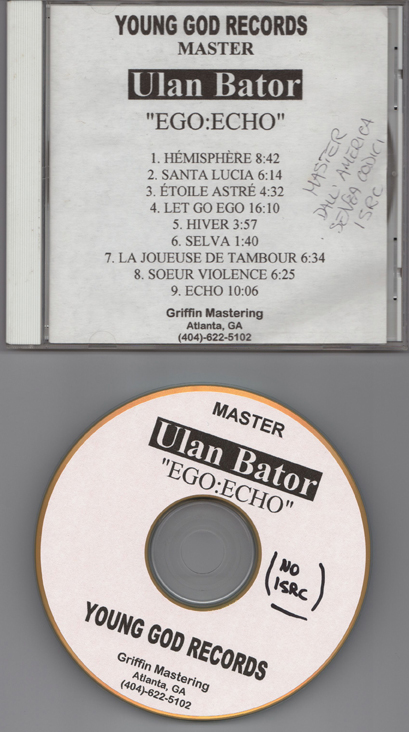 YOUNG GOD RECORDS
MASTER
Ulan Bator
"EGO:ECHO"
1. HÉMISPHÈRE 8:42
2. SANTA LUCIA 6:14
3. ÉTOILE ASTRÉ 4:32
4. LET GO EGO 16:10
5. HIVER 3:57
6. SELVA 1:40
7. LA JOUEUSE DE TAMBOUR 6:34
8. SOEUR VIOLENCE 6:25
9. ECHO 10:06
Griffin Mastering
Atlanta, GA
(404)-622-5102
MASTER
DALL'AMERICA
SENZA CODICI
ISRC
MASTER
Ulan Bator
"EGO:ECHO"
(NO
ISRC)
YOUNG GOD RECORDS
Griffin Mastering
Atlanta, GA
(404)-622-5102